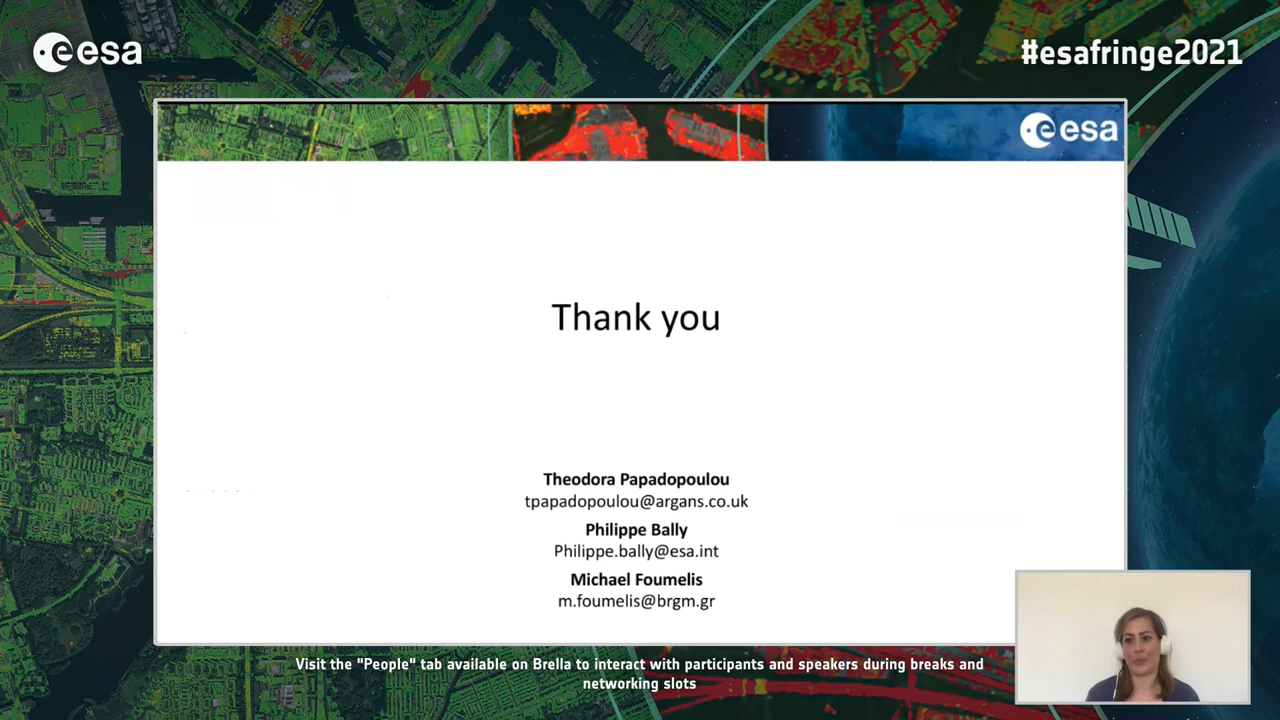 esa
#esafringe2021
esa
Thank you
Theodora Papadopoulou
tpapadopoulou@argans.co.uk
Philippe Bally
Philippe.bally@esa.int
Michael Foumelis
m.foumelis@brgm.gr
Visit the "People" tab available on Brella to interact with participants and speakers during breaks and
networking slots